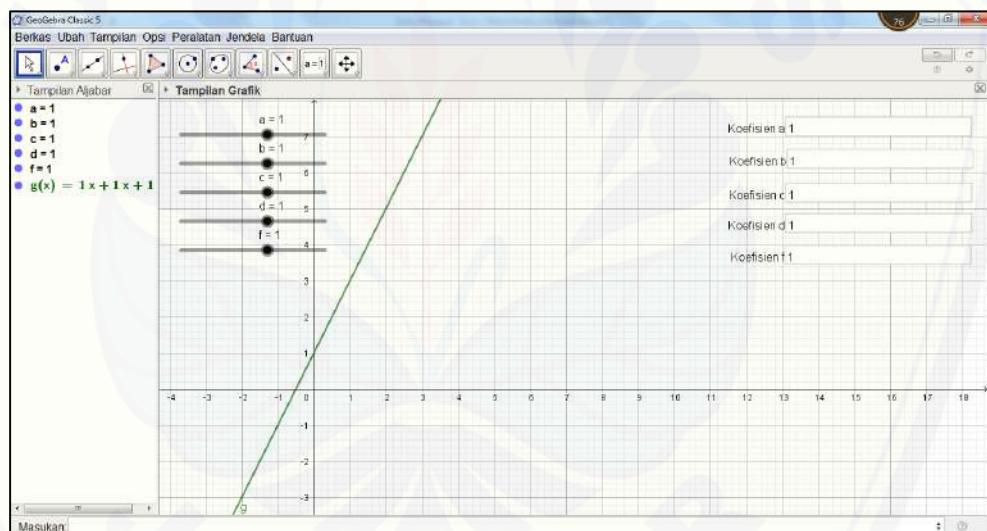 GeoGebra Classic 5
76
Berkas Ubah Tampilan Opsi Peralatan Jendela Bantuan
A
a=1
Tampilan Aljabar
Tampilan Grafik
a = 1
b = 1
c = 1
d = 1
f = 1
g(x) = 1 x + 1 x + 1
a = 1
b = 1
c = 1
d = 1
f = 1
Koefisien a 1
Koefisien b 1
Koefisien c 1
Koefisien d 1
Koefisien f 1
7
6
5
4
3
2
1
0
-1
-2
-3
-4 -3 -2 -1 1 2 3 4 5 6 7 8 9 10 11 12 13 14 15 16 17 18
g
Masukan: